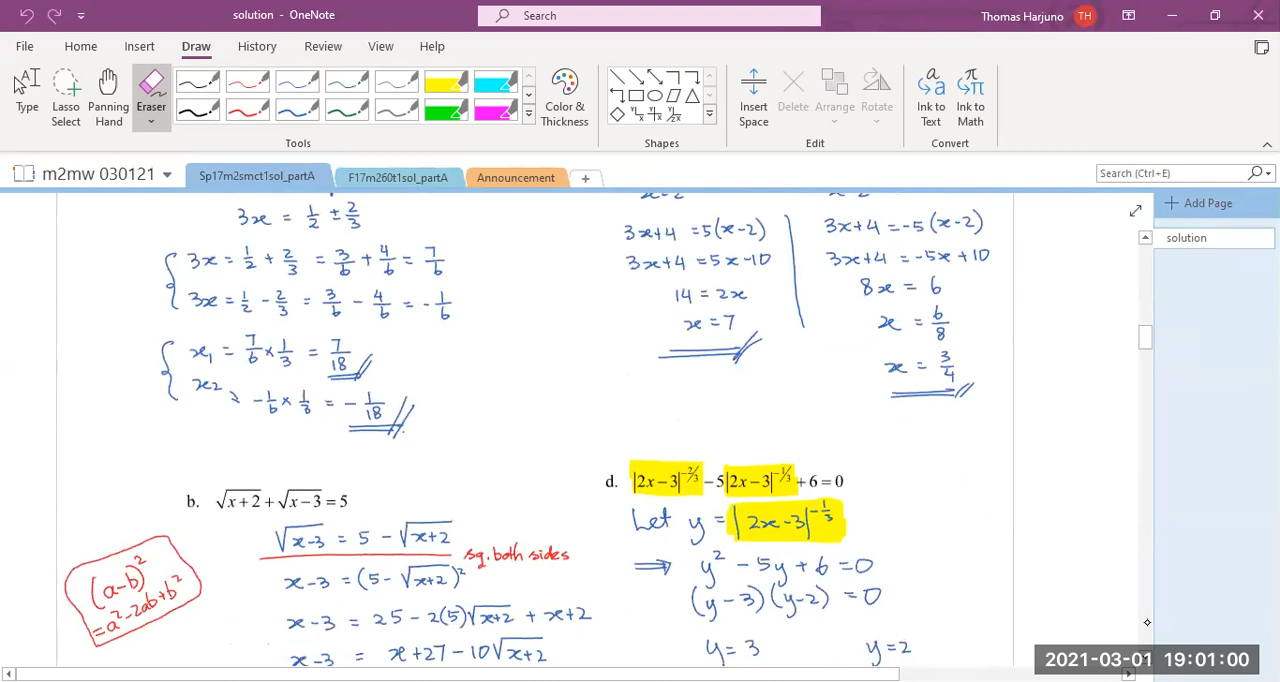 solution - OneNote
Search
Thomas Harjuno TH
File Home Insert Draw History Review View Help
Type
Lasso Select
Panning Hand
Eraser
Color & Thickness
Insert Space
Delete
Arrange
Rotate
Ink to Text
Ink to Math
Tools
Shapes
Edit
Convert
m2mw 030121
Sp17m2smct1sol_partA
F17m260t1sol_partA
Announcement
Search (Ctrl+E)
Add Page
solution
3x = 1/2 ± 2/3
3x = 1/2 + 2/3 = 3/6 + 4/6 = 7/6
3x = 1/2 - 2/3 = 3/6 - 4/6 = -1/6
x₁ = 7/6 × 1/3 = 7/18
x₂ = -1/6 × 1/3 = -1/18
3x+4 = 5(x-2)
3x+4 = 5x-10
14 = 2x
x = 7
3x+4 = -5(x-2)
3x+4 = -5x+10
8x = 6
x = 6/8
x = 3/4
b. √(x+2) + √(x-3) = 5
√(x-3) = 5 - √(x+2)
sq. both sides
x-3 = (5 - √(x+2))²
x-3 = 25 - 2(5)√(x+2) + x+2
x-3 = x+27 - 10√(x+2)
(a-b)²
= a² - 2ab + b²
d. |2x-3|^(-2/3) - 5|2x-3|^(-1/3) + 6 = 0
Let y = |2x-3|^(-1/3)
⟹ y² - 5y + 6 = 0
(y-3)(y-2) = 0
y = 3 y = 2
2021-03-01 19:01:00